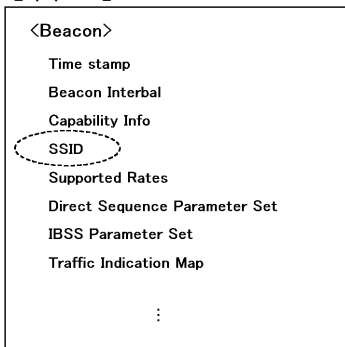 <Beacon>
Time stamp
Beacon Interbal
Capability Info
SSID
Supported Rates
Direct Sequence Parameter Set
IBSS Parameter Set
Traffic Indication Map
⋮